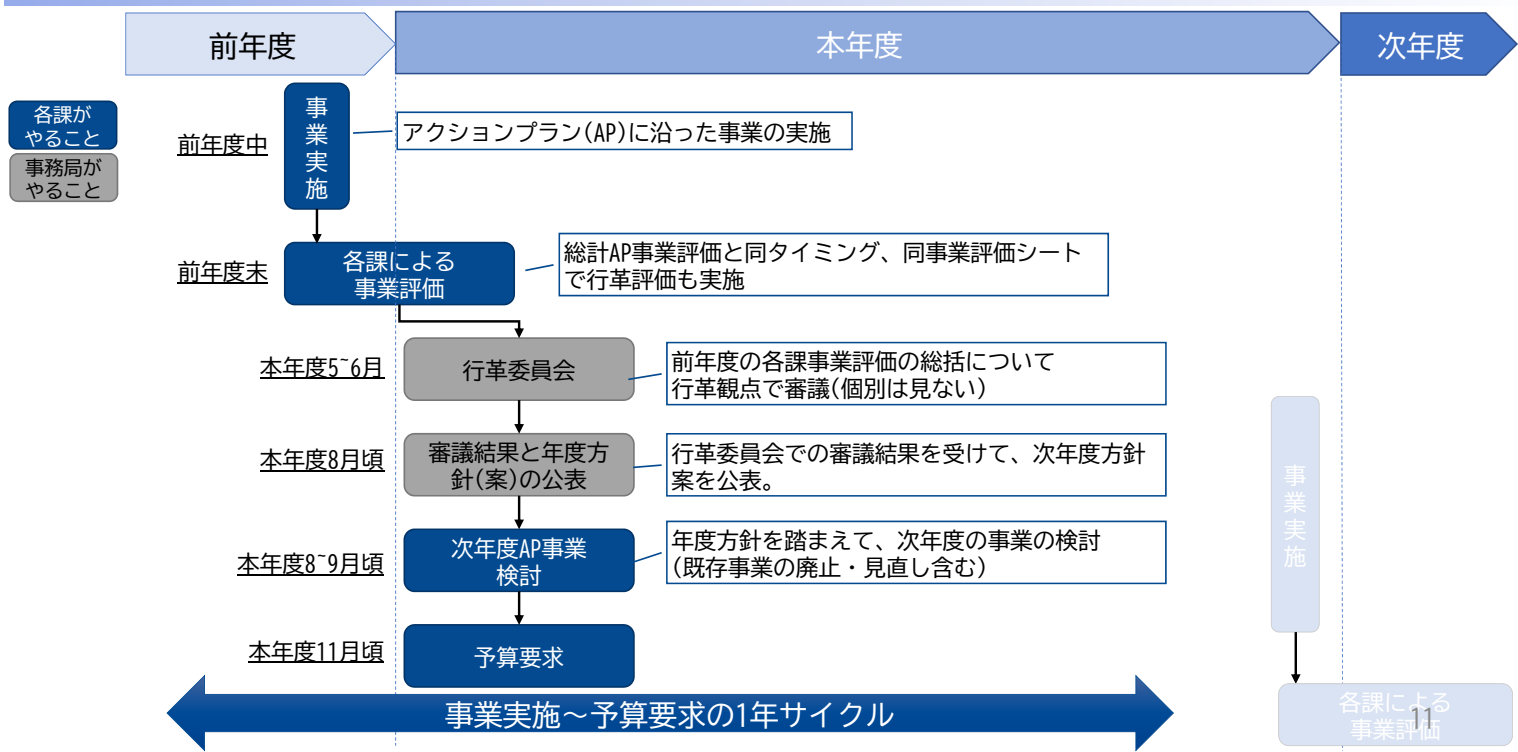 前年度
本年度
次年度
各課が
やること
事務局が
やること
前年度中
事業実施
アクションプラン(AP)に沿った事業の実施
前年度末
各課による
事業評価
総計AP事業評価と同タイミング、同事業評価シート
で行革評価も実施
本年度5~6月
行革委員会
前年度の各課事業評価の総括について
行革観点で審議(個別は見ない)
本年度8月頃
審議結果と年度方
針(案)の公表
行革委員会での審議結果を受けて、次年度方針
案を公表。
本年度8~9月頃
次年度AP事業
検討
年度方針を踏まえて、次年度の事業の検討
(既存事業の廃止・見直し含む)
本年度11月頃
予算要求
事業実施
各課による
事業評価
11
事業実施～予算要求の1年サイクル